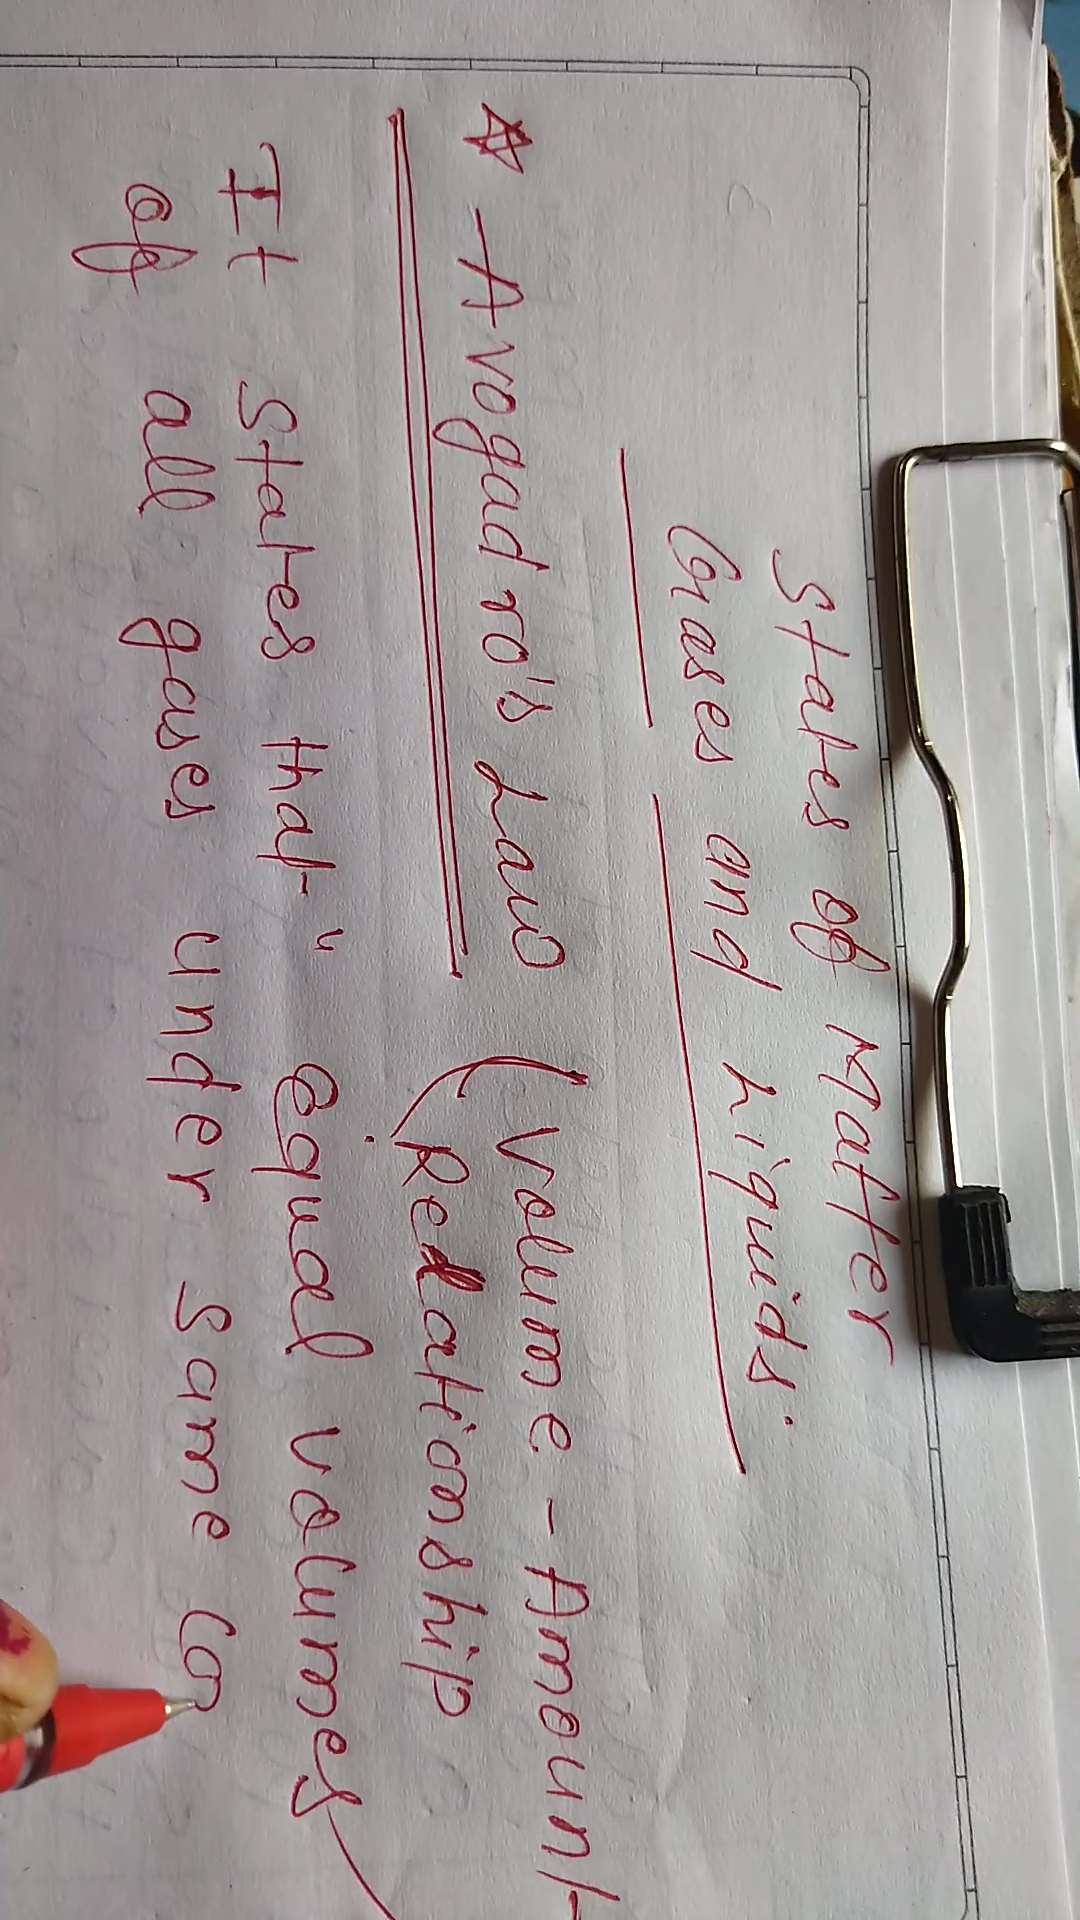 States of Matter
Gases and Liquids.
☆ Avogadro's Law (Volume - Amount
Relationship
It states that " equal volumes
of all gases under same Co